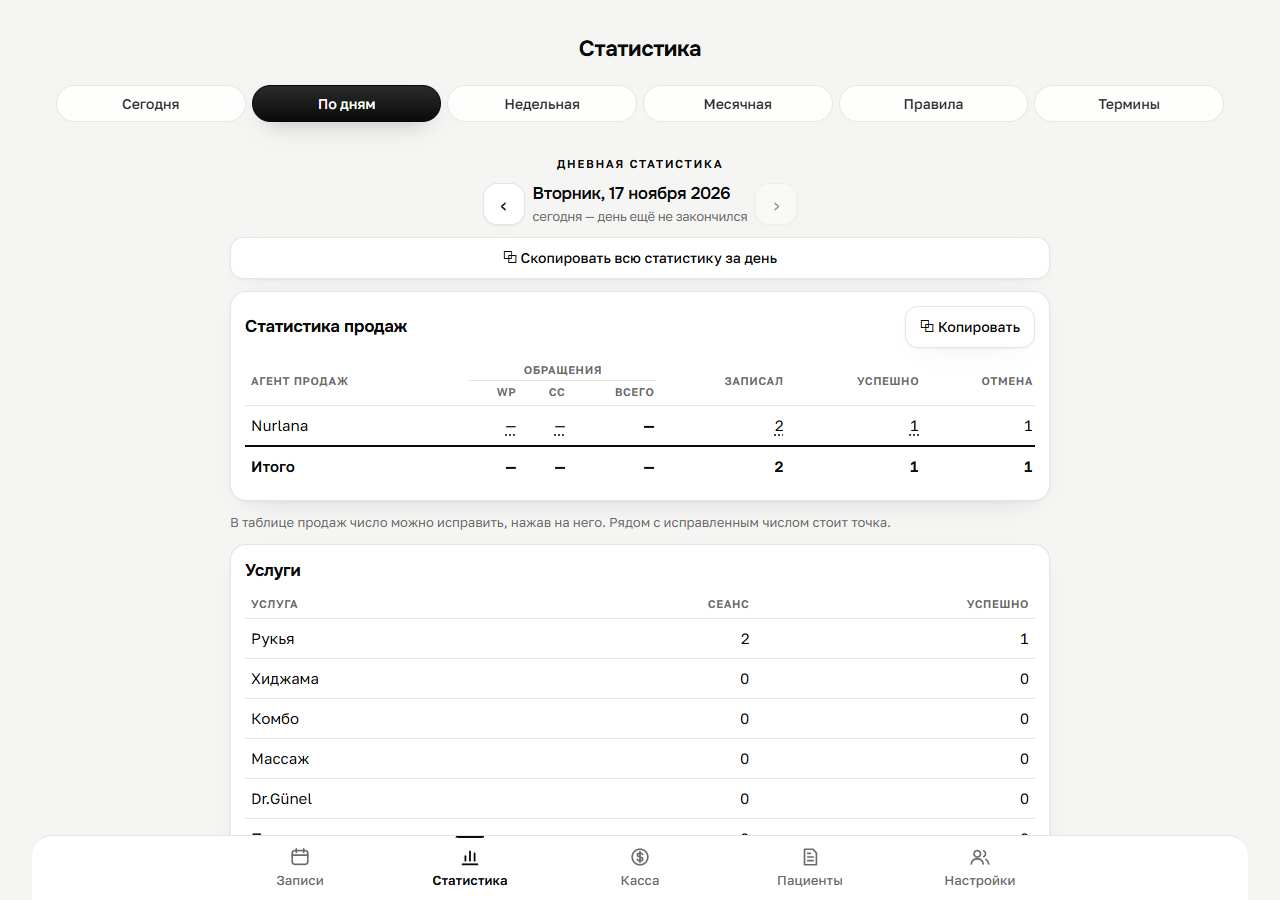 Статистика
Сегодня
По дням
Недельная
Месячная
Правила
Термины
ДНЕВНАЯ СТАТИСТИКА
‹ Вторник, 17 ноября 2026 ›
сегодня — день ещё не закончился
Скопировать всю статистику за день
Статистика продаж
Копировать
АГЕНТ ПРОДА�ж ОБРАЩЕНИЯ ЗАПИСАЛ УСПЕШНО ОТМЕНА
WP CC ВСЕГО
Nurlana — — — 2 1 1
Итого — — — 2 1 1
В таблице продаж число можно исправить, нажав на него. Рядом с исправленным числом стоит точка.
Услуги
УСЛУГА СЕАНС УСПЕШНО
Рукья 2 1
Хиджама 0 0
Комбо 0 0
Массаж 0 0
Dr.Günel 0 0
Записи
Статистика
Касса
Пациенты
Настройки